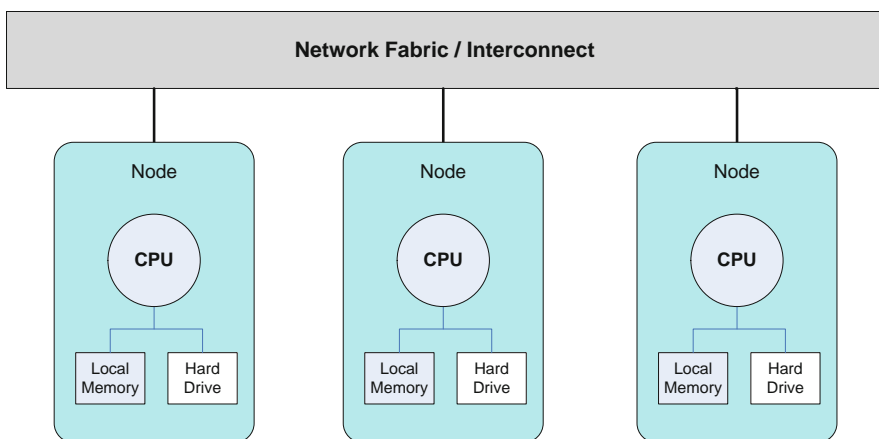 Network Fabric / Interconnect
Node
CPU
Local
Memory
Hard
Drive
Node
CPU
Local
Memory
Hard
Drive
Node
CPU
Local
Memory
Hard
Drive